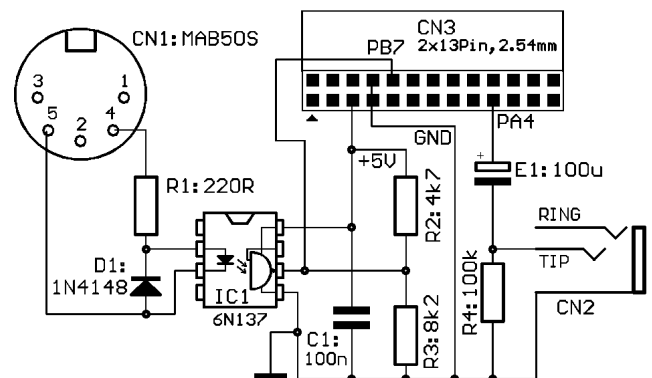 CN1:MAB50S
CN3
2x13Pin,2.54mm
PB7
3
1
5
4
2
PA4
GND
+5V
+
E1:100u
R1:220R
R2:4k7
RING
TIP
CN2
D1:
1N4148
IC1
6N137
C1:
100n
R3:8k2
R4:100k